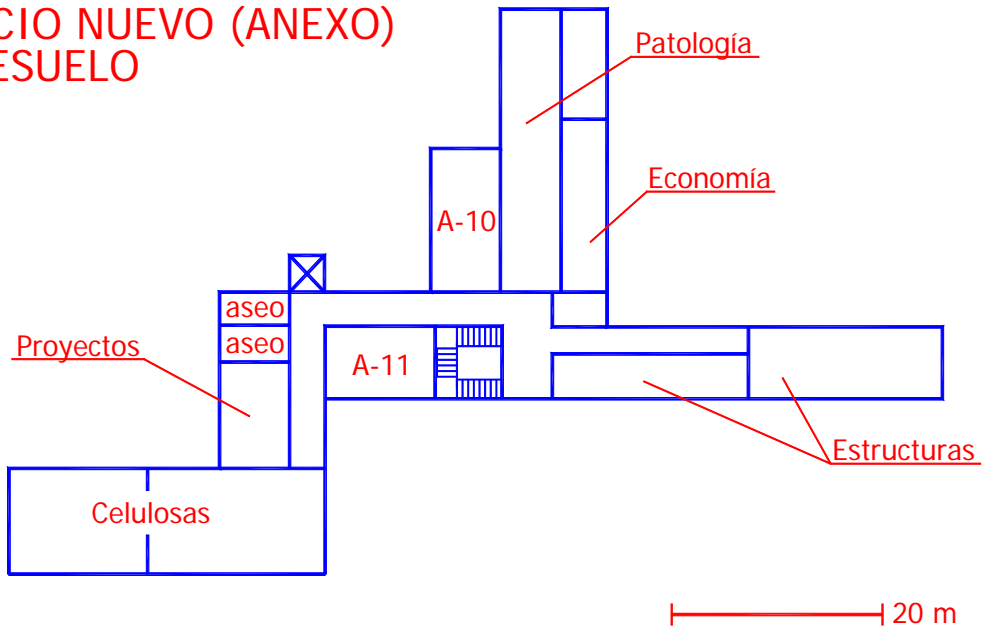 CIO NUEVO (ANEXO)
ESUELO
Patología
Economía
A-10
aseo
aseo
Proyectos
A-11
Estructuras
Celulosas
20 m